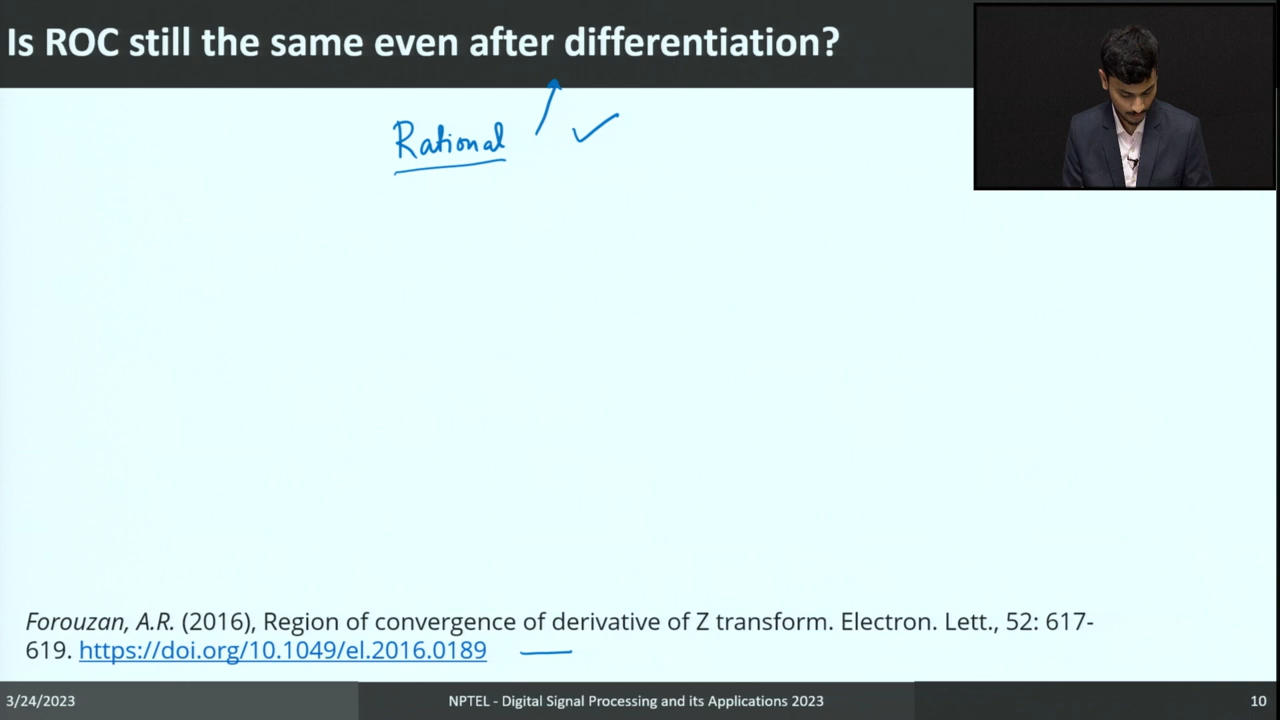 Is ROC still the same even after differentiation?
Rational
Forouzan, A.R. (2016), Region of convergence of derivative of Z transform. Electron. Lett., 52: 617-
619. https://doi.org/10.1049/el.2016.0189
3/24/2023
NPTEL - Digital Signal Processing and its Applications 2023
10